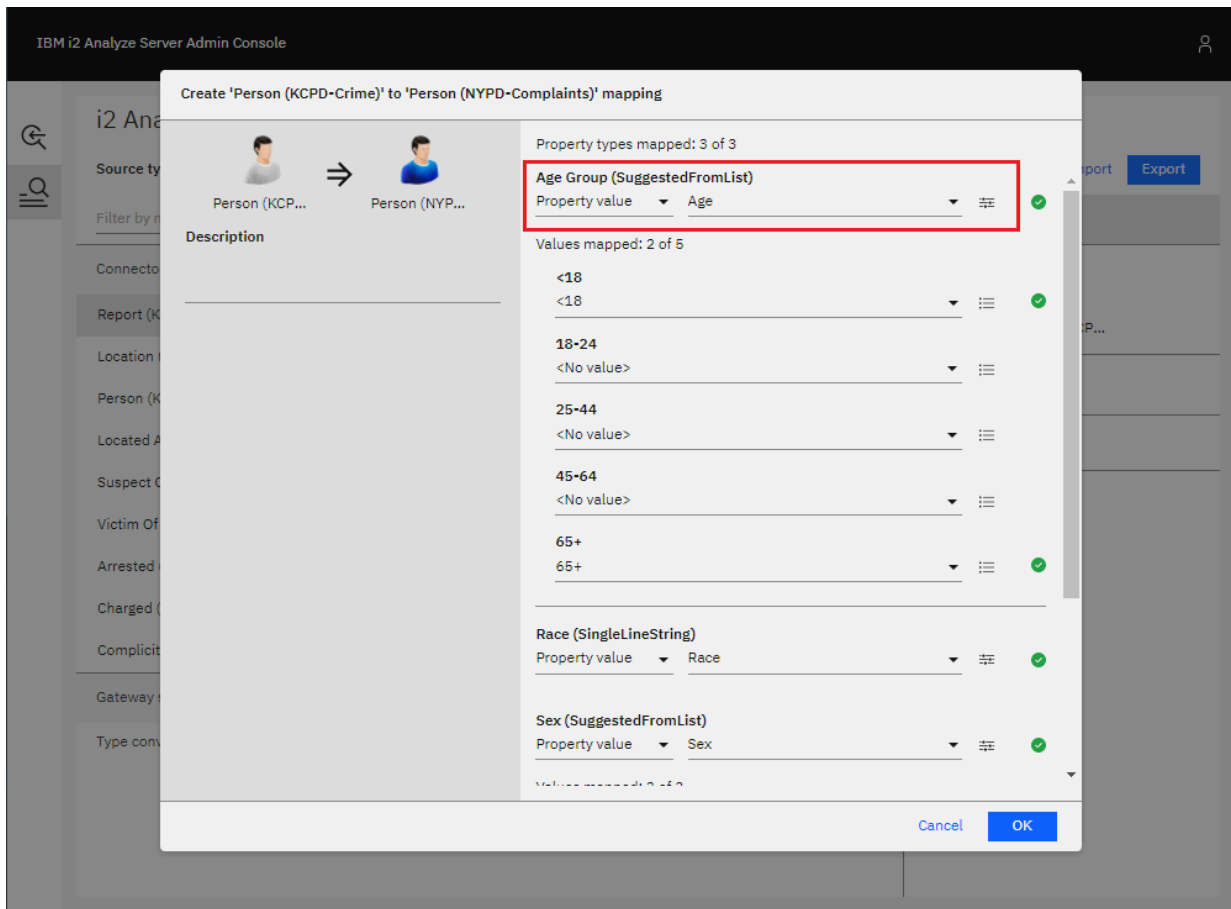 IBM i2 Analyze Server Admin Console
Create 'Person (KCPD-Crime)' to 'Person (NYPD-Complaints)' mapping
i2 Ana
Source ty
Filter by n
Connecto
Report (K
Location
Person (K
Located A
Suspect C
Victim Of
Arrested
Charged (
Complicit
Gateway s
Type conv
Person (KCP...
Person (NYP...
Description
Property types mapped: 3 of 3
Age Group (SuggestedFromList)
Property value Age
Values mapped: 2 of 5
<18
<18
18-24
<No value>
25-44
<No value>
45-64
<No value>
65+
65+
Race (SingleLineString)
Property value Race
Sex (SuggestedFromList)
Property value Sex
Values mapped:
Cancel OK
port Export
CP...